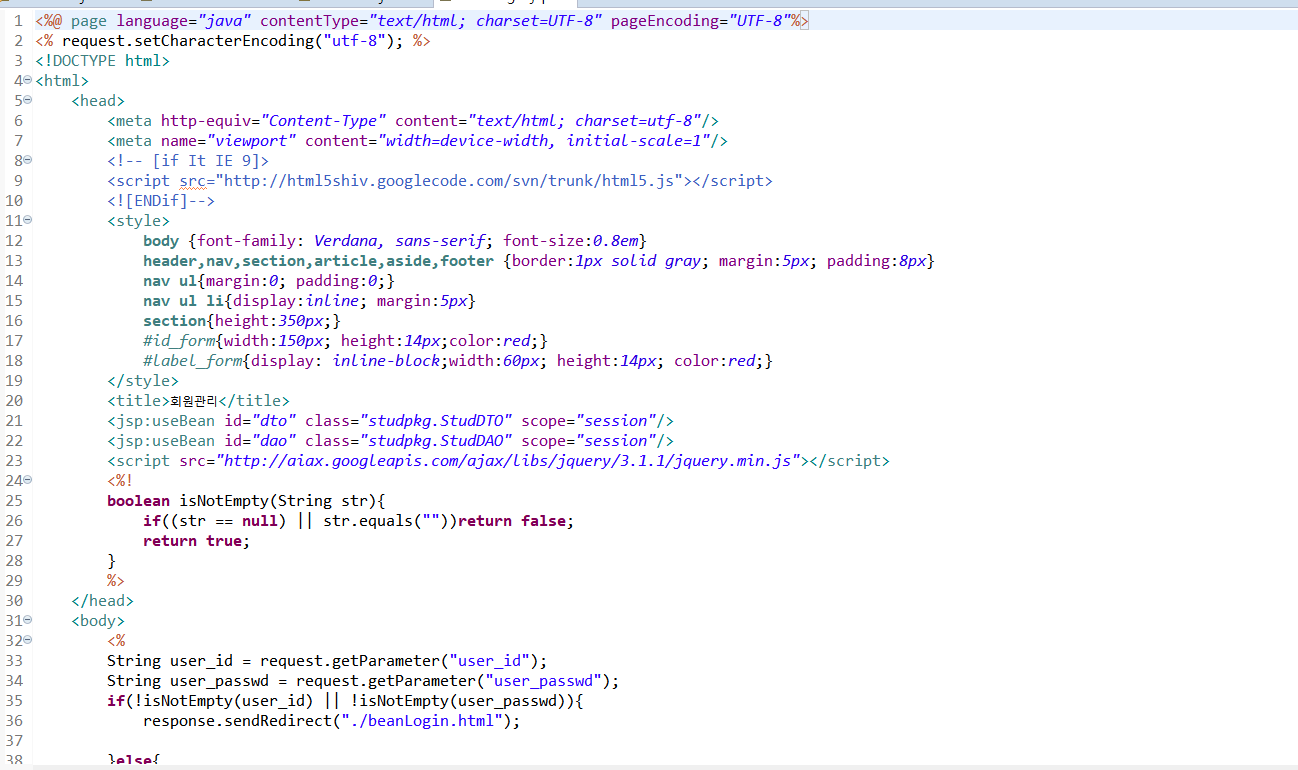 1 <%@ page language="java" contentType="text/html; charset=UTF-8" pageEncoding="UTF-8"%>
2 <% request.setCharacterEncoding("utf-8"); %>
3 <!DOCTYPE html>
4 <html>
5 <head>
6 <meta http-equiv="Content-Type" content="text/html; charset=utf-8"/>
7 <meta name="viewport" content="width=device-width, initial-scale=1"/>
8 <!-- [if It IE 9]>
9 <script src="http://html5shiv.googlecode.com/svn/trunk/html5.js"></script>
10 <![ENDif]-->
11 <style>
12 body {font-family: Verdana, sans-serif; font-size:0.8em}
13 header,nav,section,article,aside,footer {border:1px solid gray; margin:5px; padding:8px}
14 nav ul{margin:0; padding:0;}
15 nav ul li{display:inline; margin:5px}
16 section{height:350px;}
17 #id_form{width:150px; height:14px;color:red;}
18 #label_form{display: inline-block;width:60px; height:14px; color:red;}
19 </style>
20 <title>회원관리</title>
21 <jsp:useBean id="dto" class="studpkg.StudDTO" scope="session"/>
22 <jsp:useBean id="dao" class="studpkg.StudDAO" scope="session"/>
23 <script src="http://aiax.googleapis.com/ajax/libs/jquery/3.1.1/jquery.min.js"></script>
24 <%!
25 boolean isNotEmpty(String str){
26 if((str == null) || str.equals(""))return false;
27 return true;
28 }
29 %>
30 </head>
31 <body>
32 <%
33 String user_id = request.getParameter("user_id");
34 String user_passwd = request.getParameter("user_passwd");
35 if(!isNotEmpty(user_id) || !isNotEmpty(user_passwd)){
36 response.sendRedirect("./beanLogin.html");
37
38 }else{